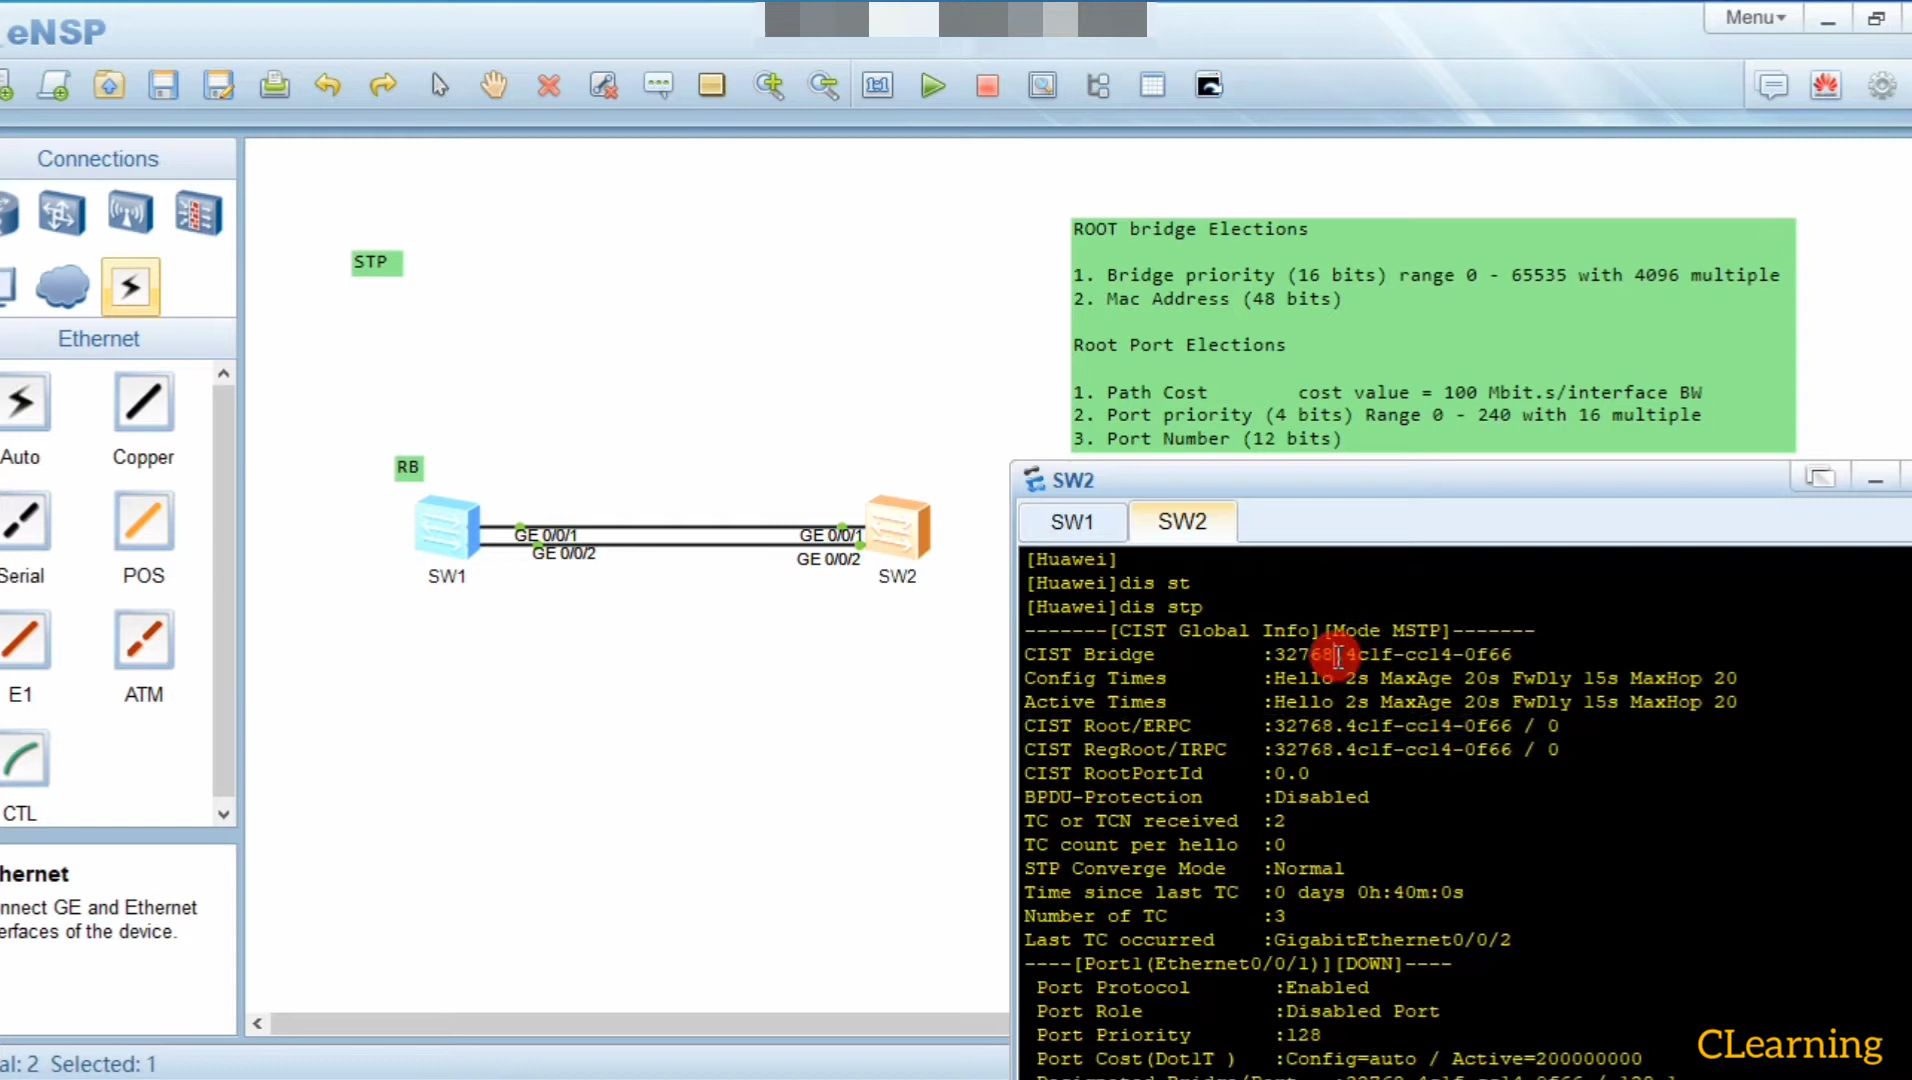 eNSP
Menu
Connections
Ethernet
Auto
Copper
Serial
POS
E1
ATM
CTL
hernet
nnect GE and Ethernet
erfaces of the device.
al: 2 Selected: 1
STP
RB
GE 0/0/1
GE 0/0/2
GE 0/0/1
GE 0/0/2
SW1
SW2
ROOT bridge Elections
1. Bridge priority (16 bits) range 0 - 65535 with 4096 multiple
2. Mac Address (48 bits)
Root Port Elections
1. Path Cost cost value = 100 Mbit.s/interface BW
2. Port priority (4 bits) Range 0 - 240 with 16 multiple
3. Port Number (12 bits)
SW2
SW1
SW2
[Huawei]
[Huawei]dis st
[Huawei]dis stp
-------[CIST Global Info][Mode MSTP]-------
CIST Bridge :32768.4c1f-cc14-0f66
Config Times :Hello 2s MaxAge 20s FwDly 15s MaxHop 20
Active Times :Hello 2s MaxAge 20s FwDly 15s MaxHop 20
CIST Root/ERPC :32768.4c1f-cc14-0f66 / 0
CIST RegRoot/IRPC :32768.4c1f-cc14-0f66 / 0
CIST RootPortId :0.0
BPDU-Protection :Disabled
TC or TCN received :2
TC count per hello :0
STP Converge Mode :Normal
Time since last TC :0 days 0h:40m:0s
Number of TC :3
Last TC occurred :GigabitEthernet0/0/2
----[Port1(Ethernet0/0/1)][DOWN]----
Port Protocol :Enabled
Port Role :Disabled Port
Port Priority :128
Port Cost(Dot1T ) :Config=auto / Active=200000000
CLearning